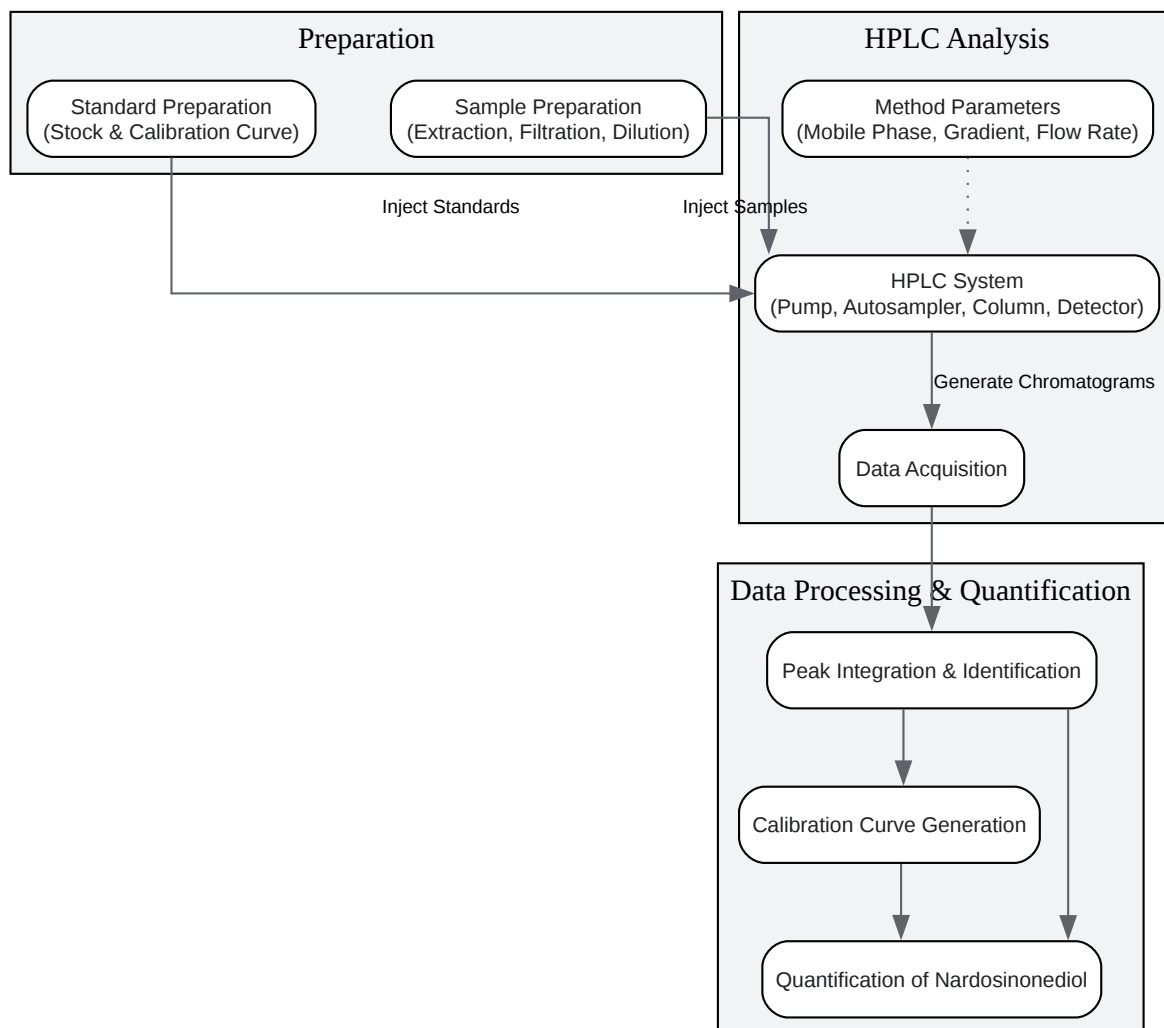 Preparation
Standard Preparation
(Stock & Calibration Curve)
Sample Preparation
(Extraction, Filtration, Dilution)
HPLC Analysis
Method Parameters
(Mobile Phase, Gradient, Flow Rate)
Inject Standards
Inject Samples
HPLC System
(Pump, Autosampler, Column, Detector)
Generate Chromatograms
Data Acquisition
Data Processing & Quantification
Peak Integration & Identification
Calibration Curve Generation
Quantification of Nardosinonediol